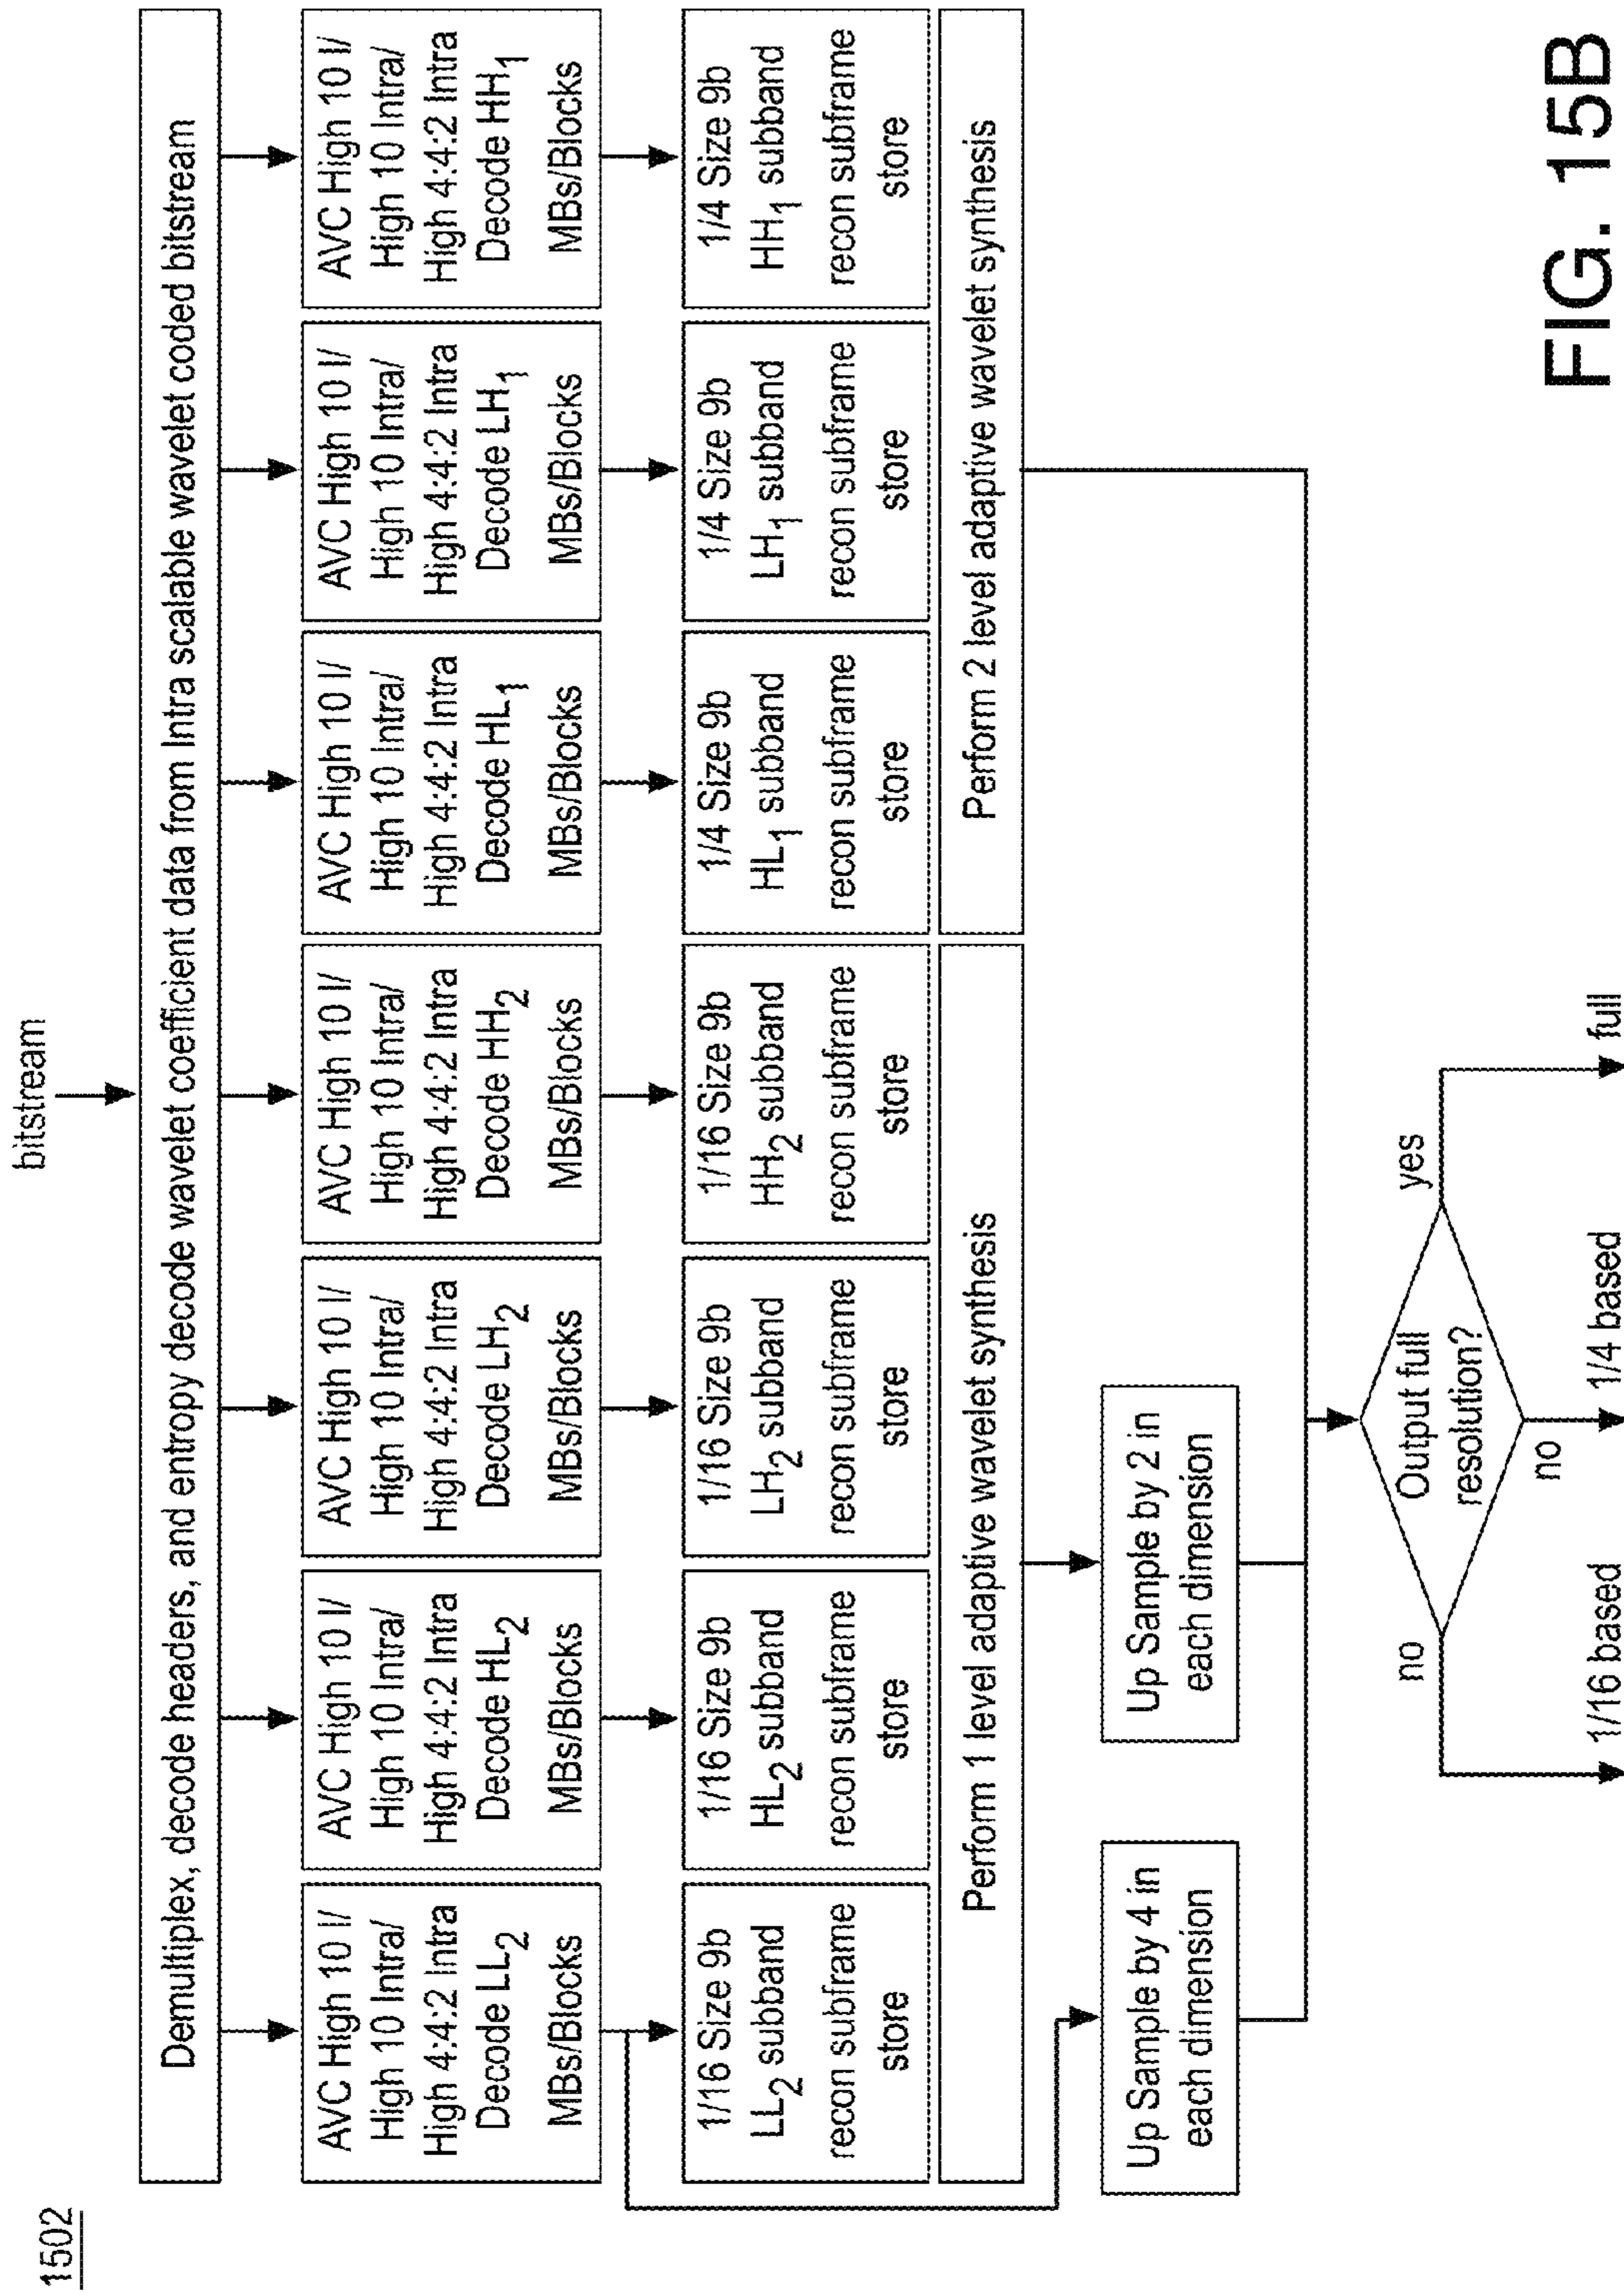 1502
bitstream
Demultiplex, decode headers, and entropy decode wavelet coefficient data from Intra scalable wavelet coded bitstream
AVC High 10 I/
High 10 Intra/
High 4:4:2 Intra
Decode LL2
MBs/Blocks
AVC High 10 I/
High 10 Intra/
High 4:4:2 Intra
Decode HL2
MBs/Blocks
AVC High 10 I/
High 10 Intra/
High 4:4:2 Intra
Decode LH2
MBs/Blocks
AVC High 10 I/
High 10 Intra/
High 4:4:2 Intra
Decode HH2
MBs/Blocks
AVC High 10 I/
High 10 Intra/
High 4:4:2 Intra
Decode HL1
MBs/Blocks
AVC High 10 I/
High 10 Intra/
High 4:4:2 Intra
Decode LH1
MBs/Blocks
AVC High 10 I/
High 10 Intra/
High 4:4:2 Intra
Decode HH1
MBs/Blocks
1/16 Size 9b
LL2 subband
recon subframe
store
1/16 Size 9b
HL2 subband
recon subframe
store
1/16 Size 9b
LH2 subband
recon subframe
store
1/16 Size 9b
HH2 subband
recon subframe
store
1/4 Size 9b
HL1 subband
recon subframe
store
1/4 Size 9b
LH1 subband
recon subframe
store
1/4 Size 9b
HH1 subband
recon subframe
store
Perform 1 level adaptive wavelet synthesis
Perform 2 level adaptive wavelet synthesis
Up Sample by 4 in
each dimension
Up Sample by 2 in
each dimension
Output full
resolution?
no
no
yes
1/16 based
1/4 based
full
FIG. 15B